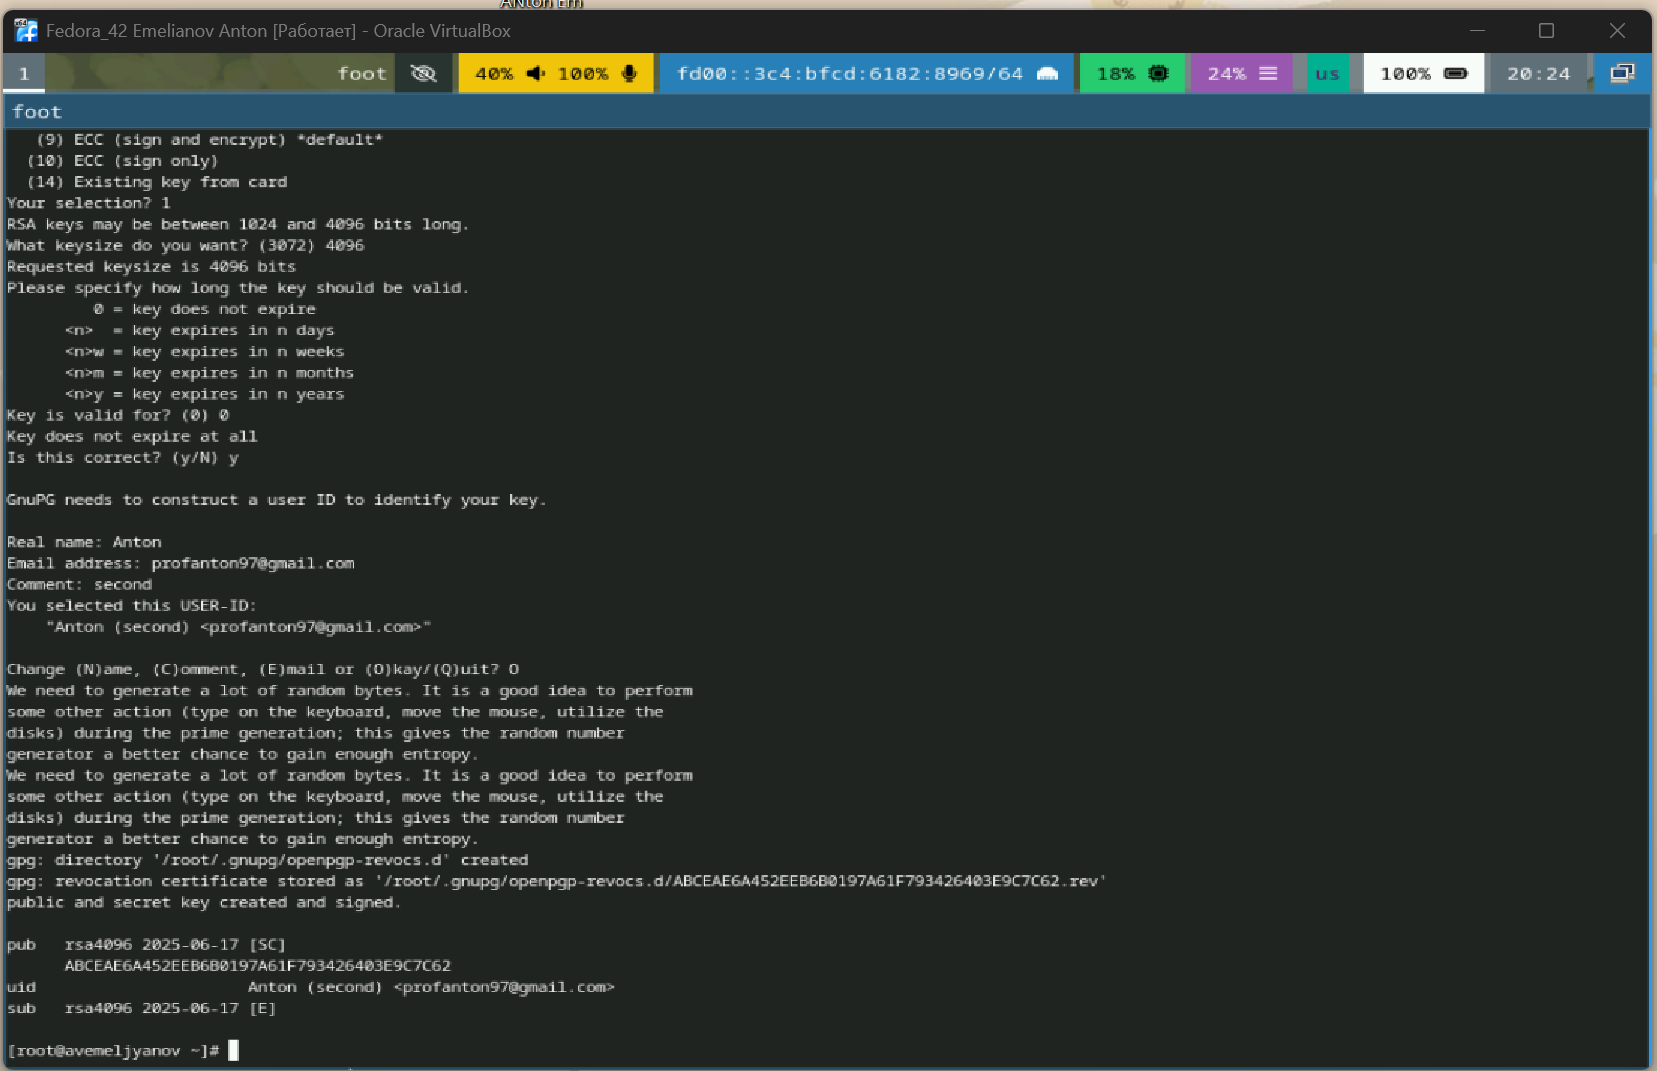 ANton Em
Fedora_42 Emelianov Anton [Работает] - Oracle VirtualBox
1 foot 40% 100% fd00::3c4:bfcd:6182:8969/64 18% 24% us 100% 20:24
foot
(9) ECC (sign and encrypt) *default*
(10) ECC (sign only)
(14) Existing key from card
Your selection? 1
RSA keys may be between 1024 and 4096 bits long.
What keysize do you want? (3072) 4096
Requested keysize is 4096 bits
Please specify how long the key should be valid.
0 = key does not expire
<n>  = key expires in n days
<n>w = key expires in n weeks
<n>m = key expires in n months
<n>y = key expires in n years
Key is valid for? (0) 0
Key does not expire at all
Is this correct? (y/N) y
GnuPG needs to construct a user ID to identify your key.
Real name: Anton
Email address: profanton97@gmail.com
Comment: second
You selected this USER-ID:
"Anton (second) <profanton97@gmail.com>"
Change (N)ame, (C)omment, (E)mail or (O)kay/(Q)uit? O
We need to generate a lot of random bytes. It is a good idea to perform
some other action (type on the keyboard, move the mouse, utilize the
disks) during the prime generation; this gives the random number
generator a better chance to gain enough entropy.
We need to generate a lot of random bytes. It is a good idea to perform
some other action (type on the keyboard, move the mouse, utilize the
disks) during the prime generation; this gives the random number
generator a better chance to gain enough entropy.
gpg: directory '/root/.gnupg/openpgp-revocs.d' created
gpg: revocation certificate stored as '/root/.gnupg/openpgp-revocs.d/ABCEAE6A452EEB6B0197A61F793426403E9C7C62.rev'
public and secret key created and signed.
pub   rsa4096 2025-06-17 [SC]
ABCEAE6A452EEB6B0197A61F793426403E9C7C62
uid                      Anton (second) <profanton97@gmail.com>
sub   rsa4096 2025-06-17 [E]
[root@avemeljyanov ~]#